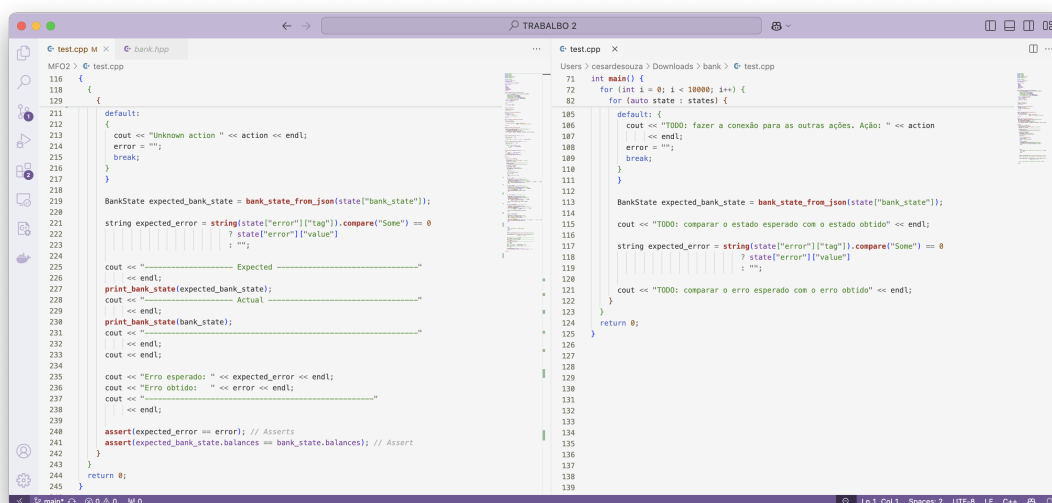 TRABALBO 2
test.cpp M
bank.hpp
MFO2 > test.cpp
116 {
118 {
129 {
211 default:
212 {
213 cout << "Unknown action " << action << endl;
214 error = "";
215 break;
216 }
217 }
218
219 BankState expected_bank_state = bank_state_from_json(state["bank_state"]);
220
221 string expected_error = string(state["error"]["tag"]).compare("Some") == 0
222 ? state["error"]["value"]
223 : "";
224
225 cout << "-------------------- Expected --------------------------------"
226 << endl;
227 print_bank_state(expected_bank_state);
228 cout << "-------------------- Actual ----------------------------------"
229 << endl;
230 print_bank_state(bank_state);
231 cout << "--------------------------------------------------------------"
232 << endl;
233 cout << endl;
234
235 cout << "Erro esperado: " << expected_error << endl;
236 cout << "Erro obtido:   " << error << endl;
237 cout << "----------------------------------------------------"
238 << endl;
239
240 assert(expected_error == error); // Asserts
241 assert(expected_bank_state.balances == bank_state.balances); // Assert
242 }
243 }
244 return 0;
245 }
test.cpp
Users > cesardesouza > Downloads > bank > test.cpp
71 int main() {
72 for (int i = 0; i < 10000; i++) {
82 for (auto state : states) {
105 default: {
106 cout << "TODO: fazer a conexão para as outras ações. Ação: " << action
107 << endl;
108 error = "";
109 break;
110 }
111 }
112
113 BankState expected_bank_state = bank_state_from_json(state["bank_state"]);
114
115 cout << "TODO: comparar o estado esperado com o estado obtido" << endl;
116
117 string expected_error = string(state["error"]["tag"]).compare("Some") == 0
118 ? state["error"]["value"]
119 : "";
120
121 cout << "TODO: comparar o erro esperado com o erro obtido" << endl;
122 }
123 }
124 return 0;
125 }
126
127
128
129
130
131
132
133
134
135
136
137
138
139
main* 0 0 0 Ln 1, Col 1 Spaces: 2 UTF-8 LF C++